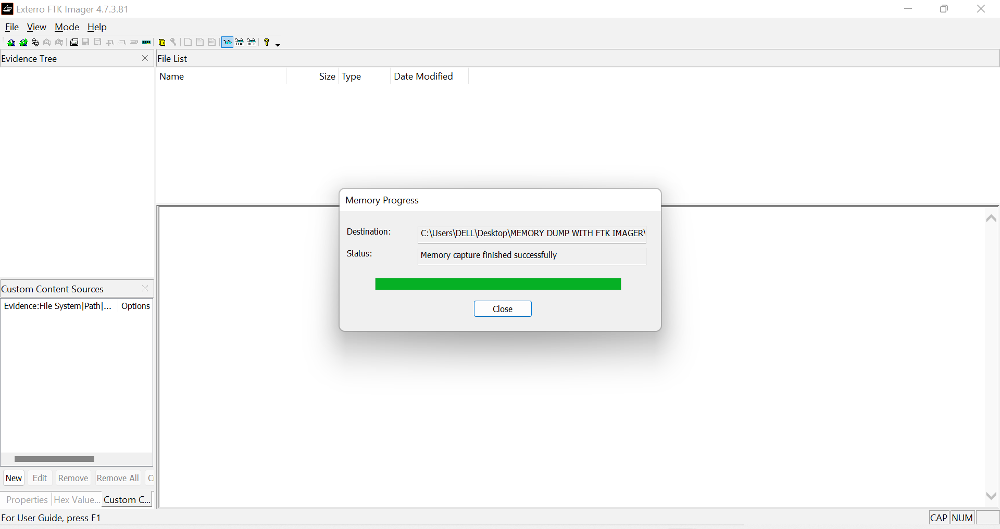 Exterro FTK Imager 4.7.3.81
File View Mode Help
TEXT HEX
Evidence Tree
File List
Name Size Type Date Modified
Memory Progress
Destination: C:\Users\DELL\Desktop\MEMORY DUMP WITH FTK IMAGER\
Status: Memory capture finished successfully
Close
Custom Content Sources
Evidence:File System|Path|... Options
New Edit Remove Remove All
Properties Hex Value... Custom C...
For User Guide, press F1
CAP NUM